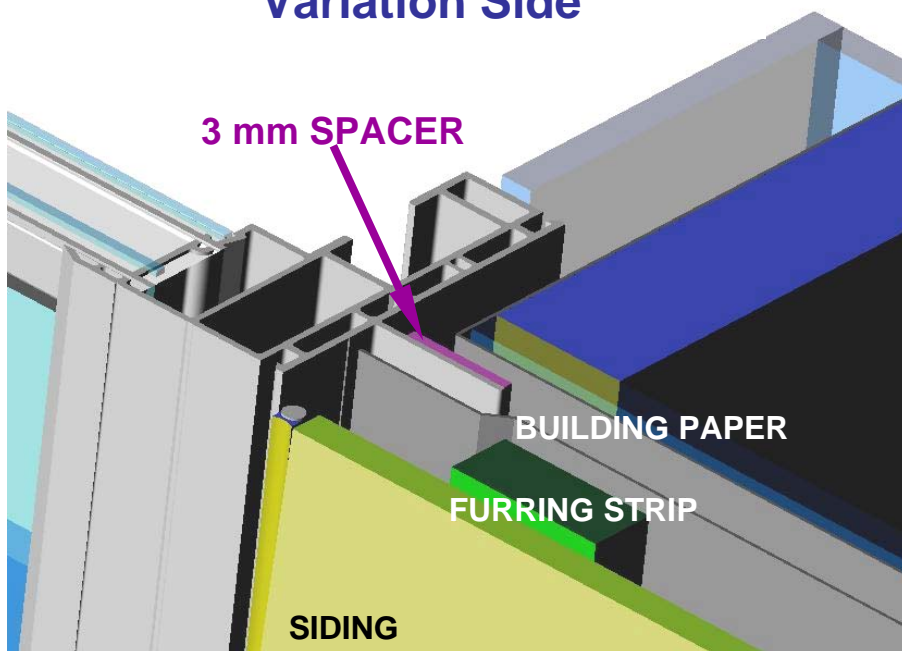 Variation Side
3 mm SPACER
BUILDING PAPER
FURRING STRIP
SIDING